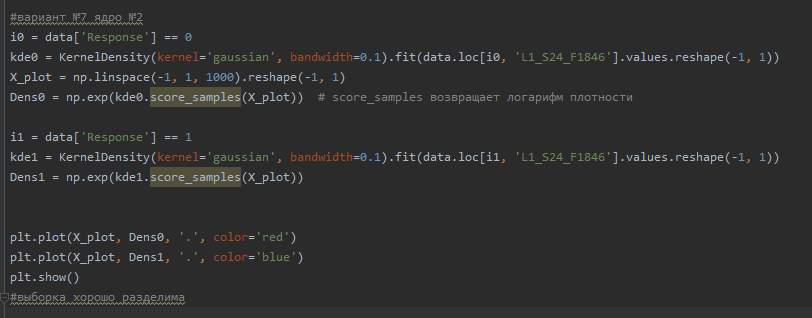 #вариант №7 ядро №2
i0 = data['Response'] == 0
kde0 = KernelDensity(kernel='gaussian', bandwidth=0.1).fit(data.loc[i0, 'L1_S24_F1846'].values.reshape(-1, 1))
X_plot = np.linspace(-1, 1, 1000).reshape(-1, 1)
Dens0 = np.exp(kde0.score_samples(X_plot))  # score_samples возвращает логарифм плотности
i1 = data['Response'] == 1
kde1 = KernelDensity(kernel='gaussian', bandwidth=0.1).fit(data.loc[i1, 'L1_S24_F1846'].values.reshape(-1, 1))
Dens1 = np.exp(kde1.score_samples(X_plot))
plt.plot(X_plot, Dens0, '.', color='red')
plt.plot(X_plot, Dens1, '.', color='blue')
plt.show()
#выборка хорошо разделима